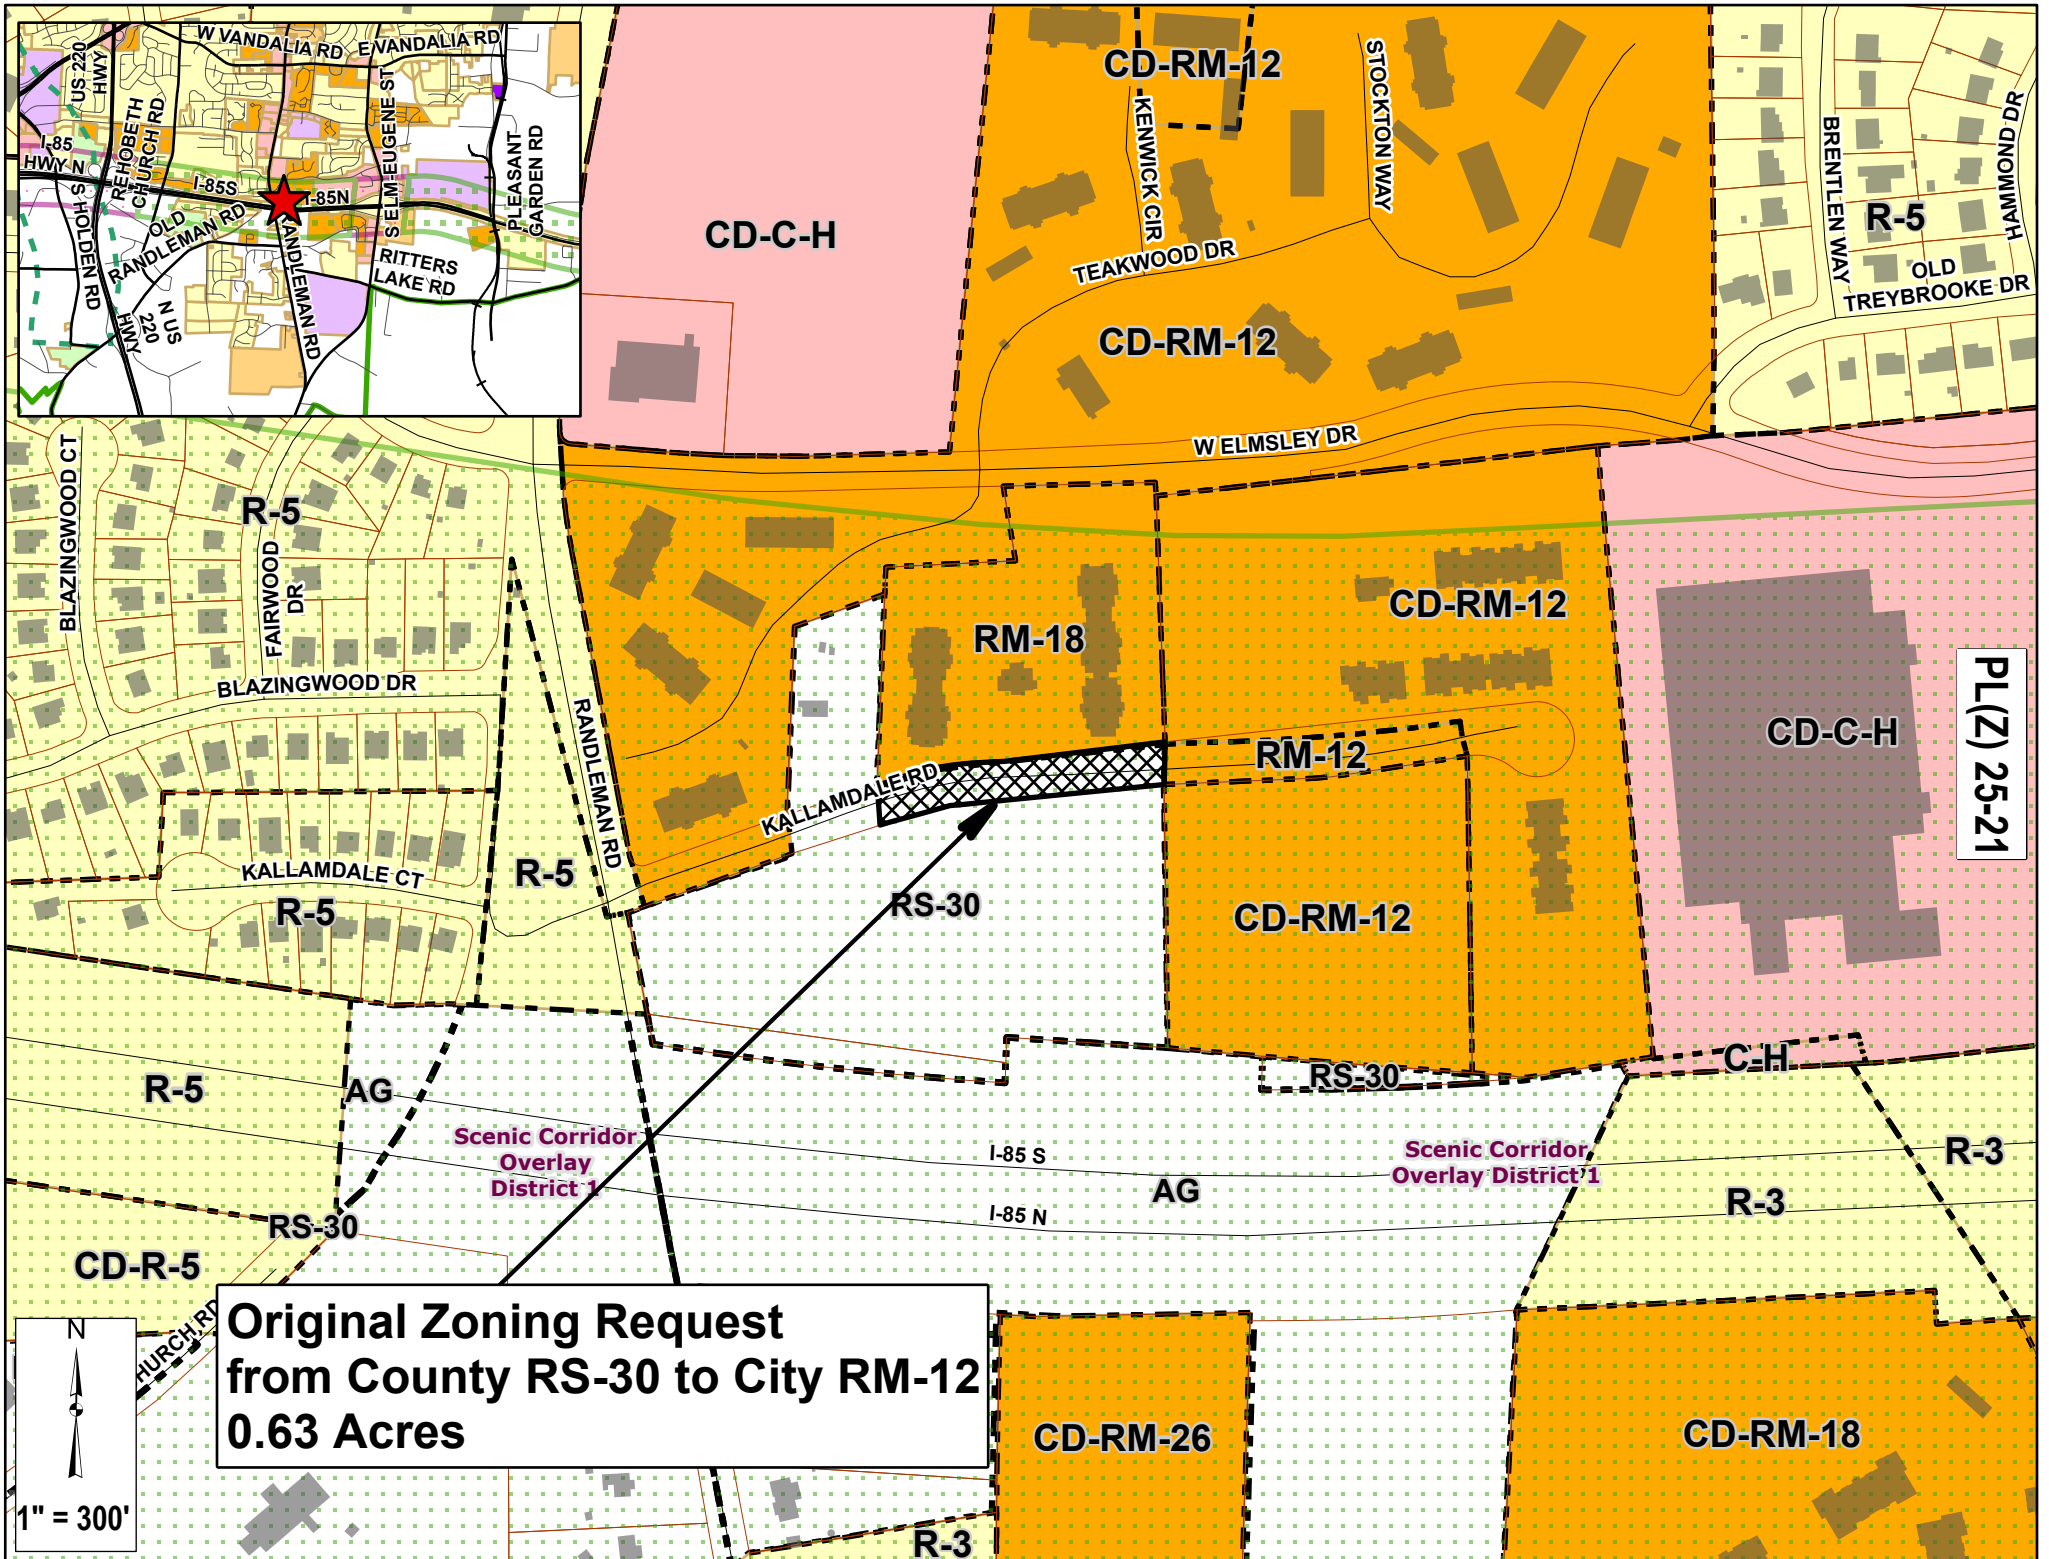 W VANDALIA RD
E VANDALIA RD
US 220
HWY
REHOBETH
CHURCH RD
S ELM-EUGENE ST
PLEASANT
GARDEN RD
I-85
HWY N
I-85S
I-85N
S HOLDEN RD
OLD
RANDLEMAN RD
RANDLEMAN RD
RITTERS
LAKE RD
N US
220
HWY
CD-C-H
CD-RM-12
KENWICK CIR
STOCKTON WAY
TEAKWOOD DR
CD-RM-12
BRENTLEN WAY
HAMMOND DR
R-5
OLD
TREYBROOKE DR
W ELMSLEY DR
BLAZINGWOOD CT
R-5
FAIRWOOD
DR
BLAZINGWOOD DR
RANDLEMAN RD
RM-18
CD-RM-12
RM-12
CD-C-H
PL(Z) 25-21
KALLAMDALE RD
KALLAMDALE CT
R-5
R-5
RS-30
CD-RM-12
RS-30
C-H
R-5
AG
Scenic Corridor
Overlay
District 1
I-85 S
AG
I-85 N
Scenic Corridor
Overlay District 1
R-3
R-3
RS-30
CD-R-5
HURCH RD
Original Zoning Request
from County RS-30 to City RM-12
0.63 Acres
N
1" = 300'
CD-RM-26
CD-RM-18
R-3